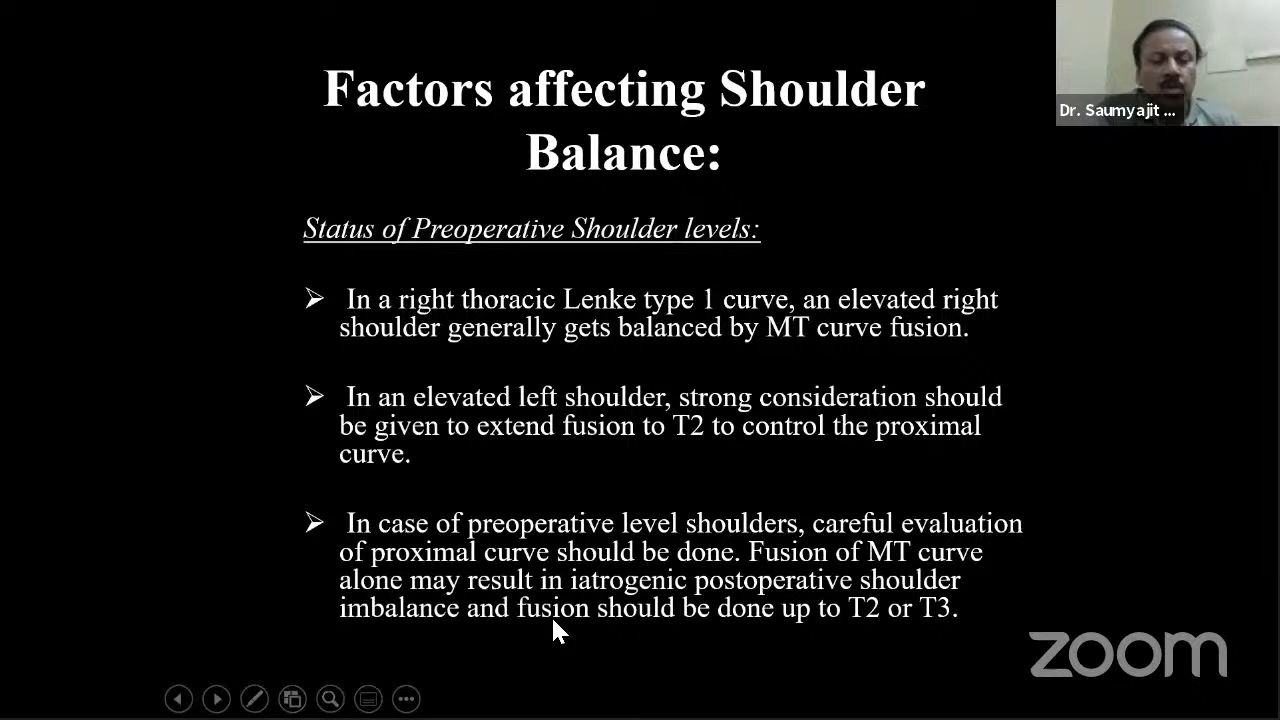 Factors affecting Shoulder
Balance:
Dr. Saumyajit ...
Status of Preoperative Shoulder levels:
➢ In a right thoracic Lenke type 1 curve, an elevated right
shoulder generally gets balanced by MT curve fusion.
➢ In an elevated left shoulder, strong consideration should
be given to extend fusion to T2 to control the proximal
curve.
➢ In case of preoperative level shoulders, careful evaluation
of proximal curve should be done. Fusion of MT curve
alone may result in iatrogenic postoperative shoulder
imbalance and fusion should be done up to T2 or T3.
zoom